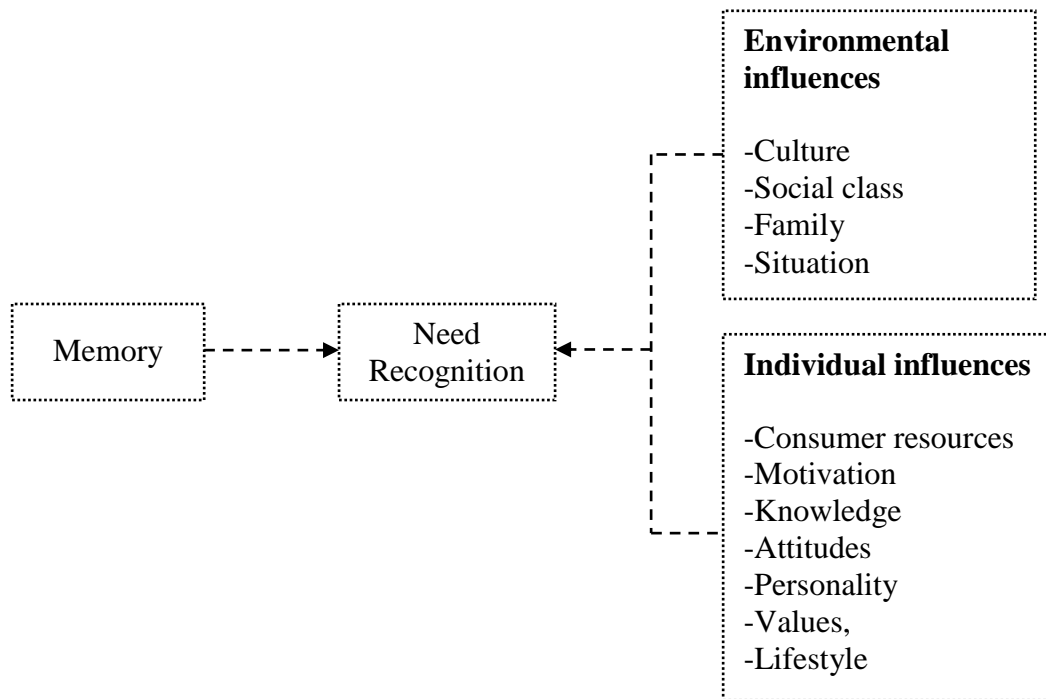 Environmental
influences
-Culture
-Social class
-Family
-Situation
Memory
Need
Recognition
Individual influences
-Consumer resources
-Motivation
-Knowledge
-Attitudes
-Personality
-Values,
-Lifestyle